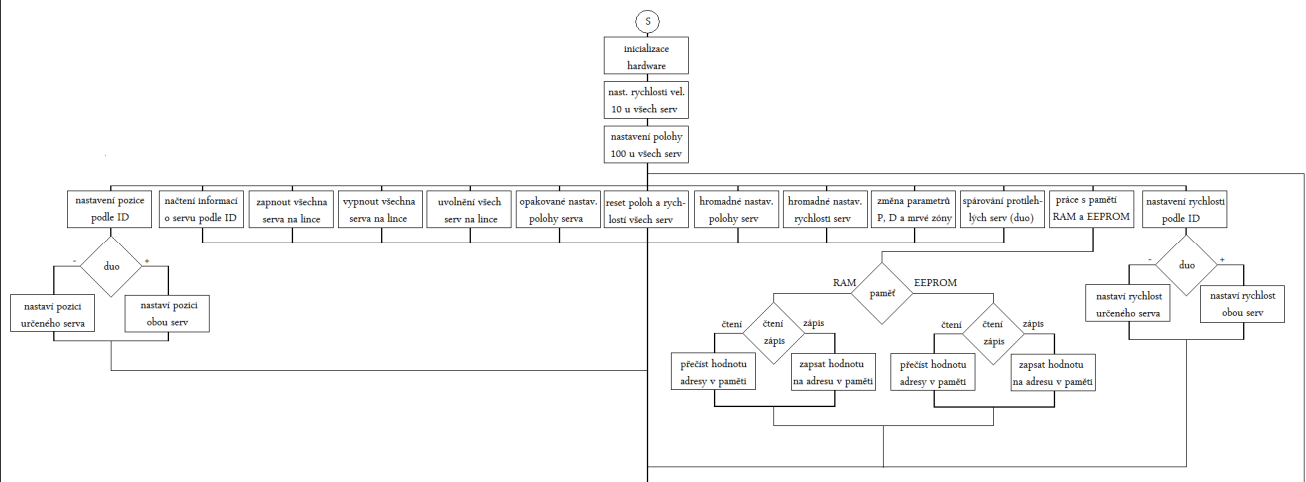 S
inicializace
hardware
nast. rychlosti vel.
10 u všech serv
nastavení polohy
100 u všech serv
nastavení pozice
podle ID
načtení informací
o servu podle ID
zapnout všechna
serva na lince
vypnout všechna
serva na lince
uvolnění všech
serv na lince
opakované nastav.
polohy serva
reset poloh a rych-
lostí všech serv
hromadné nastav.
polohy serv
hromadné nastav.
rychlosti serv
změna parametrů
P, D a mrvé zóny
spárování protileh-
lých serv (duo)
práce s pamětí
RAM a EEPROM
nastavení rychlosti
podle ID
-
duo
+
nastaví pozici
určeného serva
nastaví pozici
obou serv
RAM
paměť
EEPROM
čtení
čtení
zápis
zápis
přečíst hodnotu
adresy v paměti
zapsat hodnotu
na adresu v paměti
čtení
čtení
zápis
zápis
přečíst hodnotu
adresy v paměti
zapsat hodnotu
na adresu v paměti
-
duo
+
nastaví rychlost
určeného serva
nastaví rychlost
obou serv